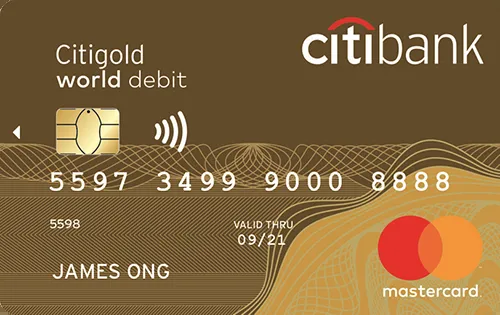 Citigold
world debit
citibank
5597 3499 9000 8888
5598
VALID THRU
09/21
JAMES ONG
mastercard